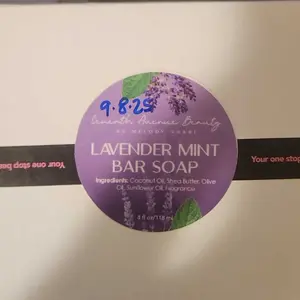 9.8.25
Seventh Avenue Beauty
LAVENDER MINT
BAR SOAP
Ingredients: Coconut Oil, Shea Butter, Olive
Oil, Sunflower Oil, Fragrance
Your one stop
Your one stop